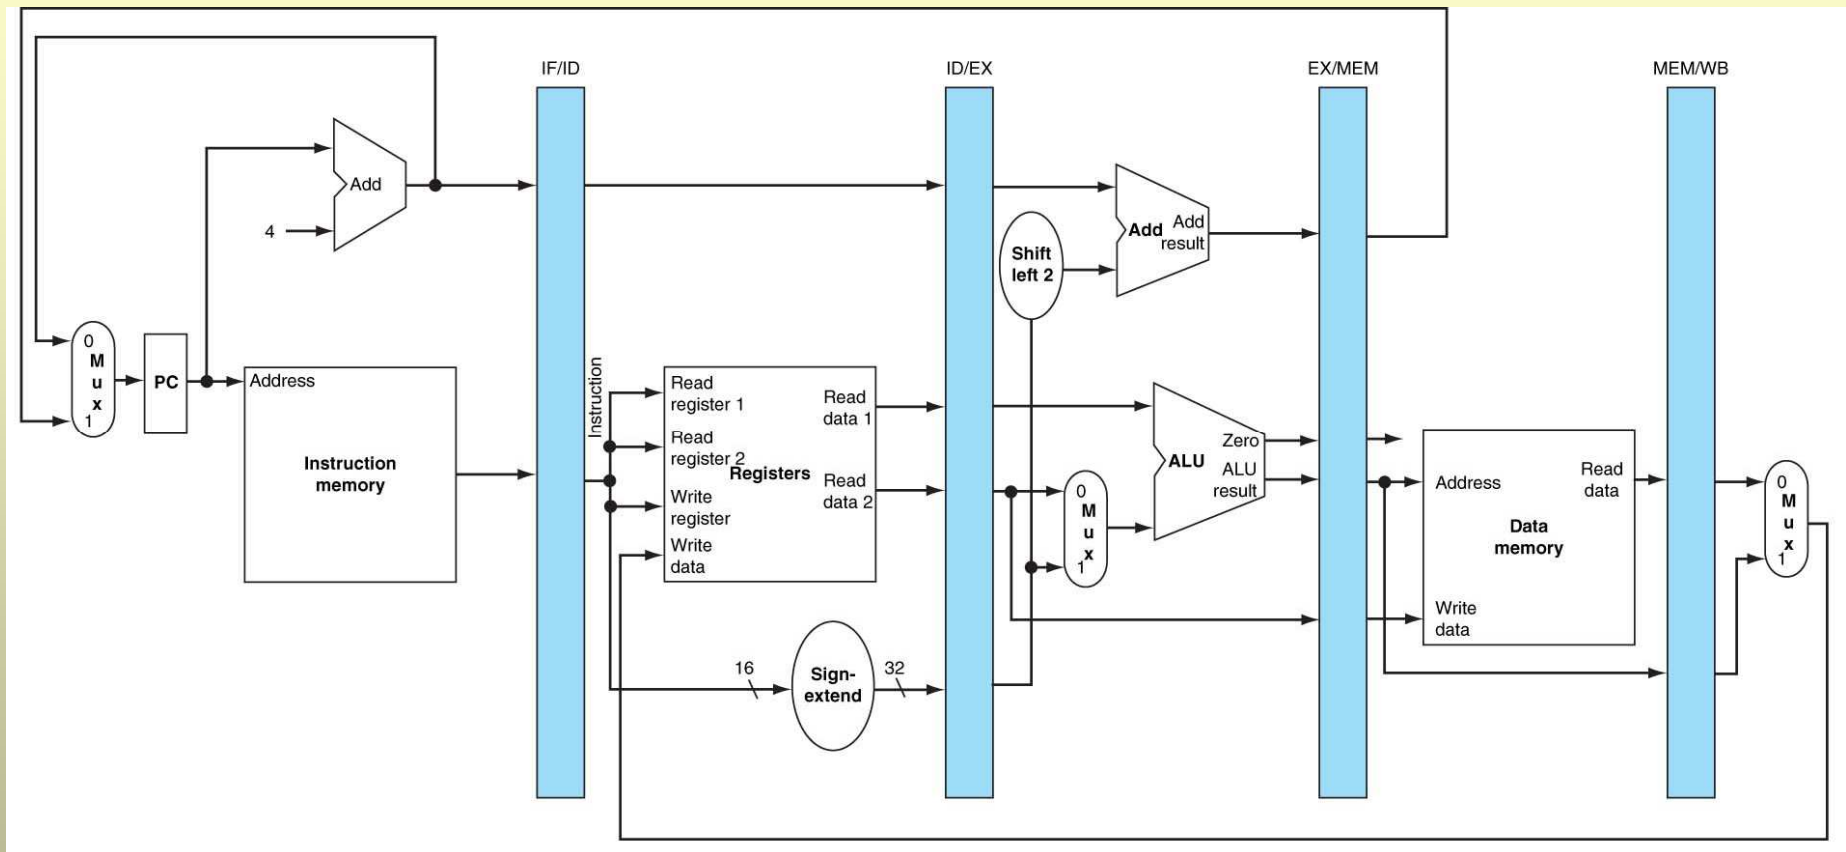 IF/ID
ID/EX
EX/MEM
MEM/WB
Add
4
0
M
u
x
1
PC
Address
Instruction
memory
Instruction
Read
register 1
Read
register 2
Write
register
Write
data
Registers
Read
data 1
Read
data 2
16
Sign-
extend
32
Shift
left 2
Add
Add
result
0
M
u
x
1
ALU
Zero
ALU
result
Address
Read
data
Data
memory
Write
data
0
M
u
x
1